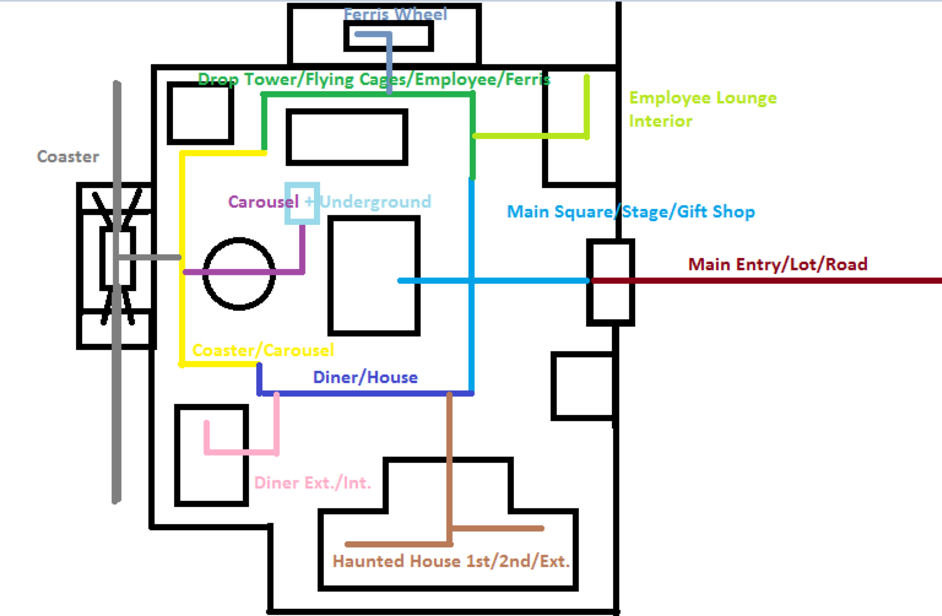 Ferris Wheel
Drop Tower/Flying Cages/Employee/Ferris
Employee Lounge
Interior
Coaster
Carousel + Underground
Main Square/Stage/Gift Shop
Main Entry/Lot/Road
Coaster/Carousel
Diner/House
Diner Ext./Int.
Haunted House 1st/2nd/Ext.